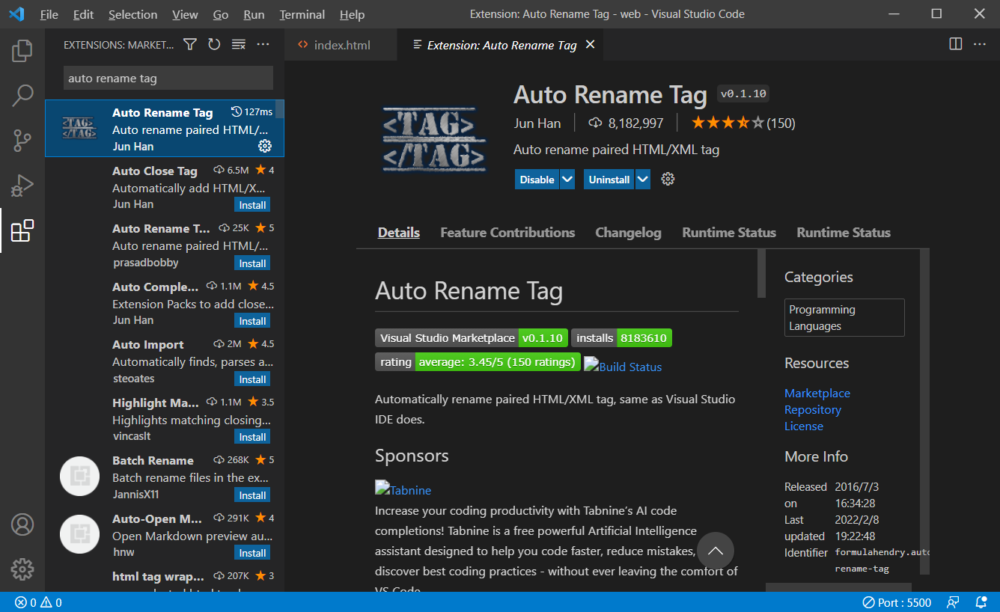 File Edit Selection View Go Run Terminal Help
Extension: Auto Rename Tag - web - Visual Studio Code
EXTENSIONS: MARKET...
auto rename tag
<TAG>
</TAG>
Auto Rename Tag 127ms
Auto rename paired HTML/...
Jun Han
Auto Close Tag 6.5M 4
Automatically add HTML/X...
Jun Han Install
Auto Rename T... 25K 5
Auto rename paired HTML/...
prasadbobby Install
Auto Comple... 1.1M 4.5
Extension Packs to add close...
Jun Han Install
Auto Import 2M 4.5
Automatically finds, parses a...
steoates Install
Highlight Ma... 1.1M 3.5
Highlights matching closing...
vincaslt Install
Batch Rename 268K 5
Batch rename files in the ex...
JannisX11 Install
Auto-Open M... 291K 4
Open Markdown preview au...
hnw Install
html tag wrap... 207K 3
index.html
Extension: Auto Rename Tag
<TAG>
</TAG>
Auto Rename Tag v0.1.10
Jun Han 8,182,997 (150)
Auto rename paired HTML/XML tag
Disable Uninstall
Details Feature Contributions Changelog Runtime Status Runtime Status
Auto Rename Tag
Visual Studio Marketplace v0.1.10 installs 8183610
rating average: 3.45/5 (150 ratings) Build Status
Automatically rename paired HTML/XML tag, same as Visual Studio
IDE does.
Sponsors
Tabnine
Increase your coding productivity with Tabnine's AI code
completions! Tabnine is a free powerful Artificial Intelligence
assistant designed to help you code faster, reduce mistakes,
discover best coding practices - without ever leaving the comfort of
VS Code.
Categories
Programming
Languages
Resources
Marketplace
Repository
License
More Info
Released 2016/7/3
on 16:34:28
Last 2022/2/8
updated 19:22:48
Identifier formulahendry.auto
rename-tag
0 0
Port : 5500